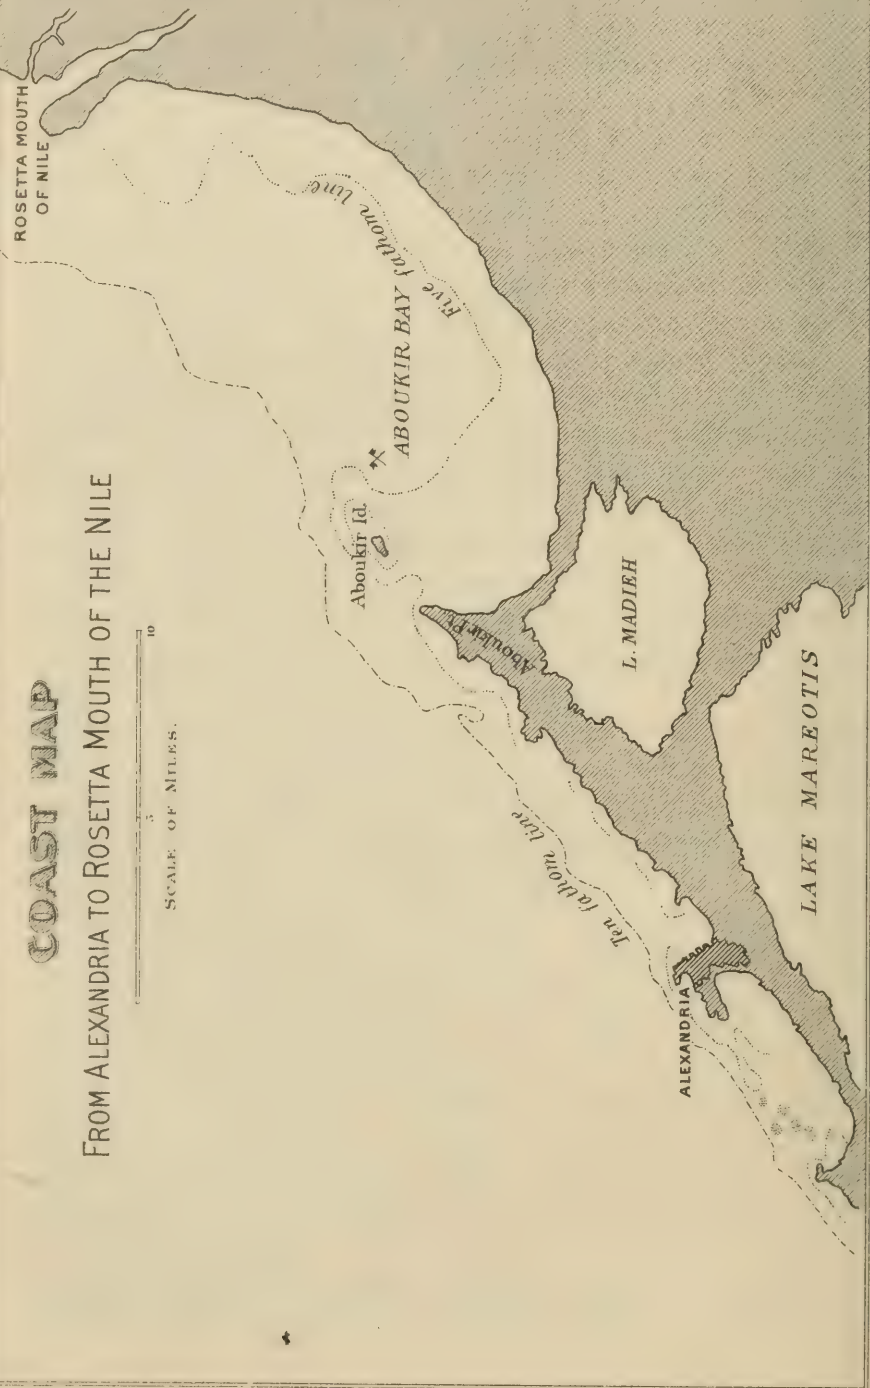 COAST MAP
FROM ALEXANDRIA TO ROSETTA MOUTH OF THE NILE
5
10
SCALE OF MILES.
ROSETTA MOUTH
OF NILE
Five fathom line
ABOUKIR BAY
Aboukir Id.
Aboukir Pt.
L. MADIEH
Ten fathom line
ALEXANDRIA
LAKE MAREOTIS